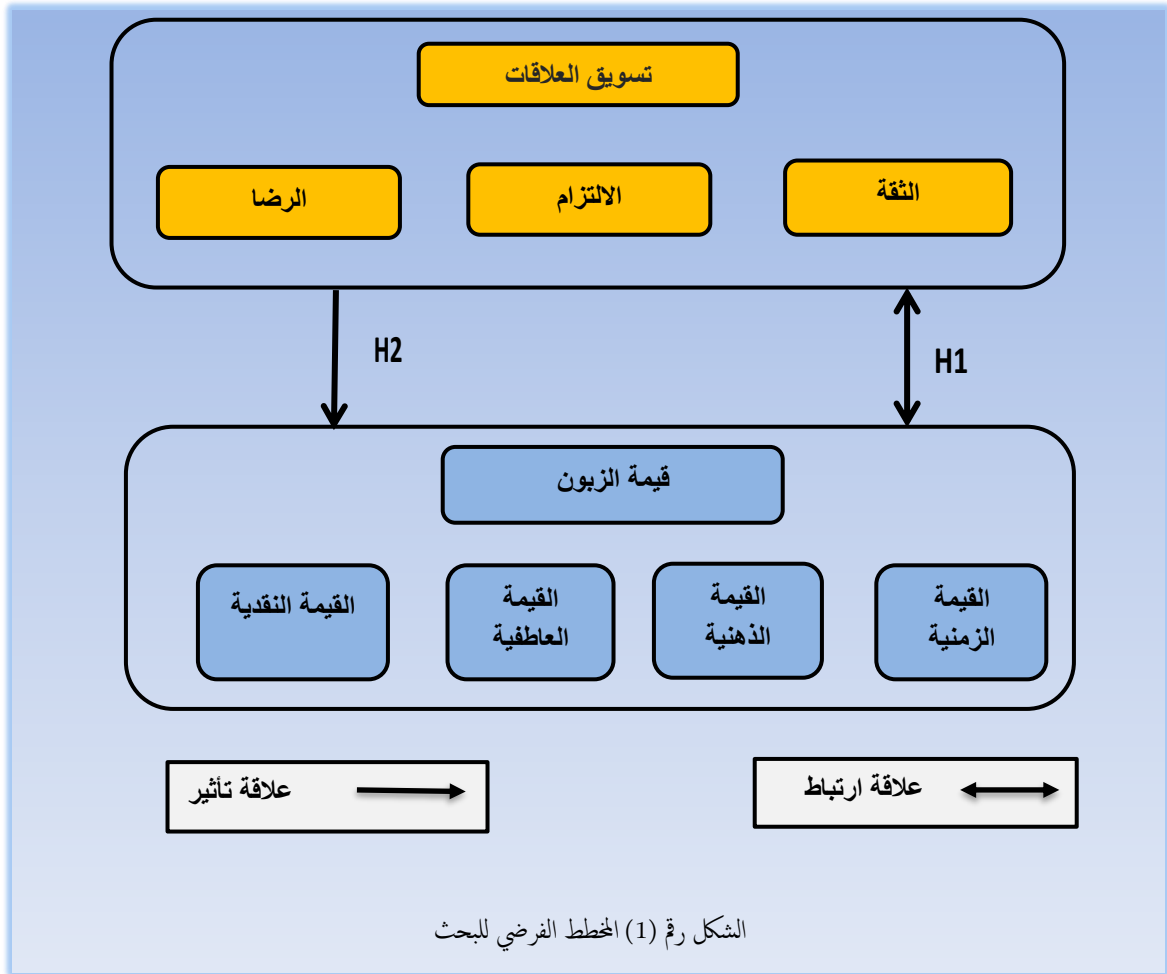 تسويق العلاقات
الثقة
الالتزام
الرضا
H1
H2
قيمة الزبون
القيمة
الزمنية
القيمة
الذهنية
القيمة
العاطفية
القيمة النقدية
علاقة ارتباط
علاقة تأثير
الشكل رقم (1) المخطط الفرضي للبحث